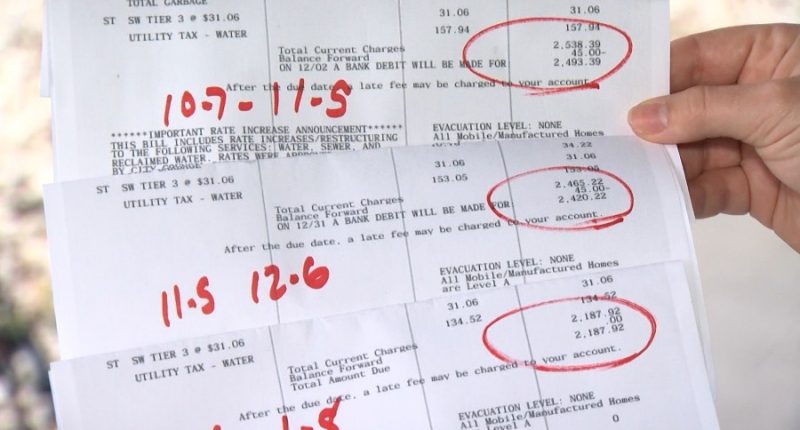 TOTAL GARBAGE
31.06 31.06
ST SW TIER 3 @ $31.06 157.94 157.94
UTILITY TAX - WATER
Total Current Charges 2,538.39
Balance Forward 45.00-
ON 12/02 A BANK DEBIT WILL BE MADE FOR: 2,493.39
After the due date, a late fee may be charged to your account.
10-7 - 11-5
******IMPORTANT RATE INCREASE ANNOUNCEMENT******
THIS BILL INCLUDES RATE INCREASES/RESTRUCTURING
TO THE FOLLOWING SERVICES: WATER, SEWER, AND
RECLAIMED WATER. RATES WERE
BY CITY
EVACUATION LEVEL: NONE
All Mobile/Manufactured Homes
34.22
31.06 31.06
ST SW TIER 3 @ $31.06 153.05 153.05
UTILITY TAX - WATER
Total Current Charges 2,465.22
Balance Forward 45.00-
ON 12/31 A BANK DEBIT WILL BE MADE FOR: 2,420.22
After the due date, a late fee may be charged to your account.
11-5 12-6
EVACUATION LEVEL: NONE
All Mobile/Manufactured Homes
are Level A
31.06 31.06
ST SW TIER 3 @ $31.06 134.52 134.52
UTILITY TAX - WATER
Total Current Charges 2,187.92
Balance Forward .00
Total Amount Due 2,187.92
After the due date, a late fee may be charged to your account.
EVACUATION LEVEL: NONE
All Mobile/Manufactured Homes
Level A
0